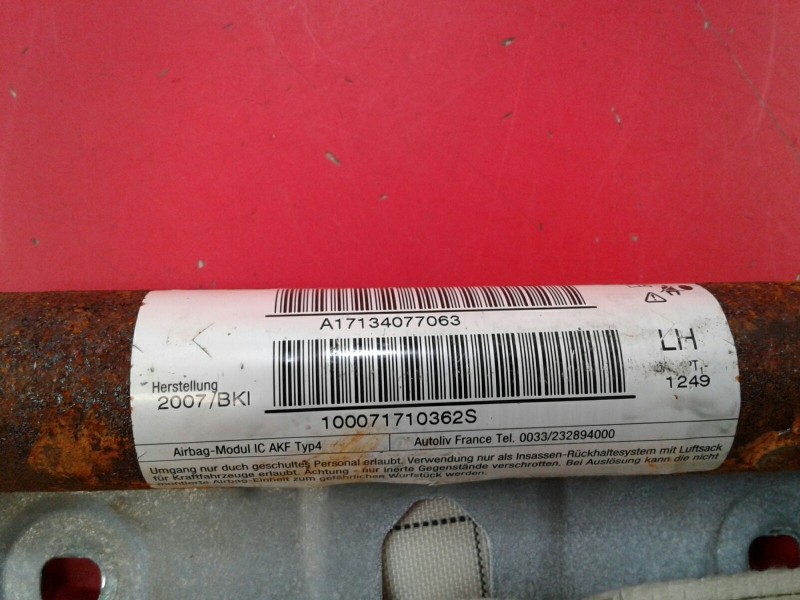 A17134077063
LH
Herstellung
2007/BKI
1249
100071710362S
Airbag-Modul IC AKF Typ4
Autoliv France Tel. 0033/232894000
Umgang nur duch geschultes Personal erlaubt. Verwendung nur als Insassen-Rückhaltesystem mit Luftsack
für Kraftfahrzeuge erlaubt. Achtung - nur inerte Gegenstände verschrotten. Bei Auslösung kann die nicht
montierte Airbag-Einheit zum gefährlichen Wurfstück werden.